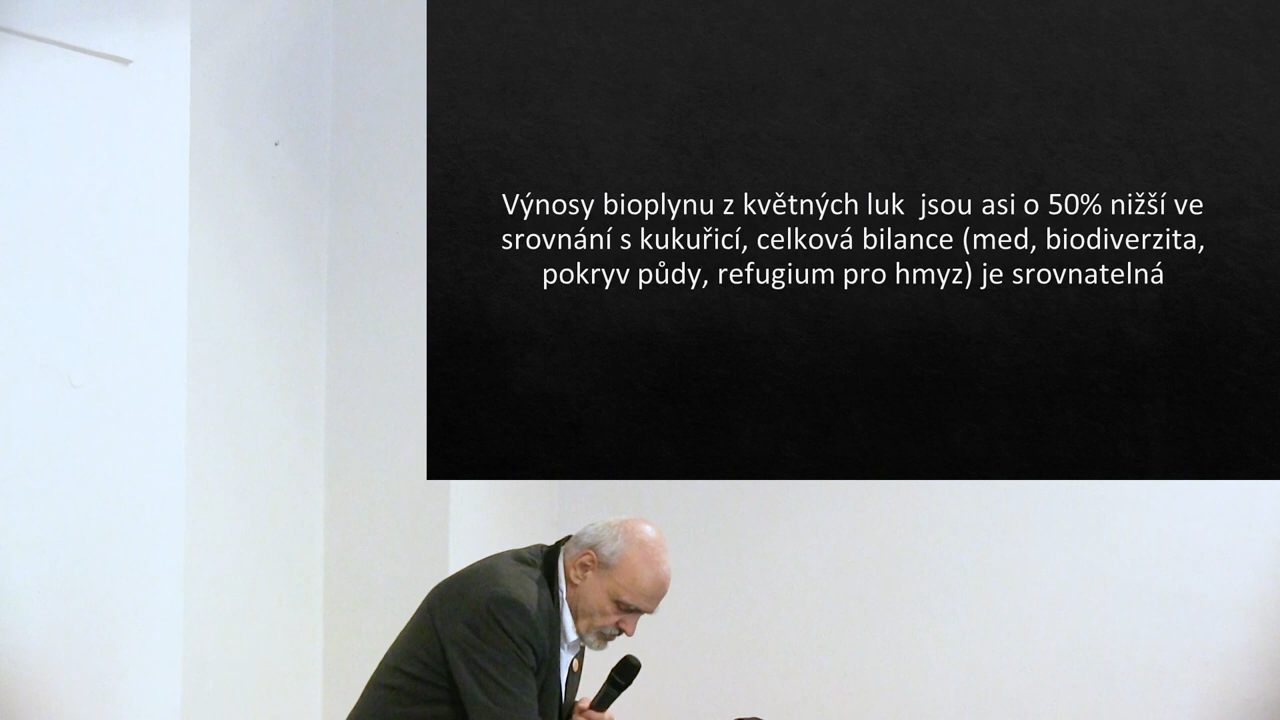 Výnosy bioplynu z květných luk  jsou asi o 50% nižší ve
srovnání s kukuřicí, celková bilance (med, biodiverzita,
pokryv půdy, refugium pro hmyz) je srovnatelná